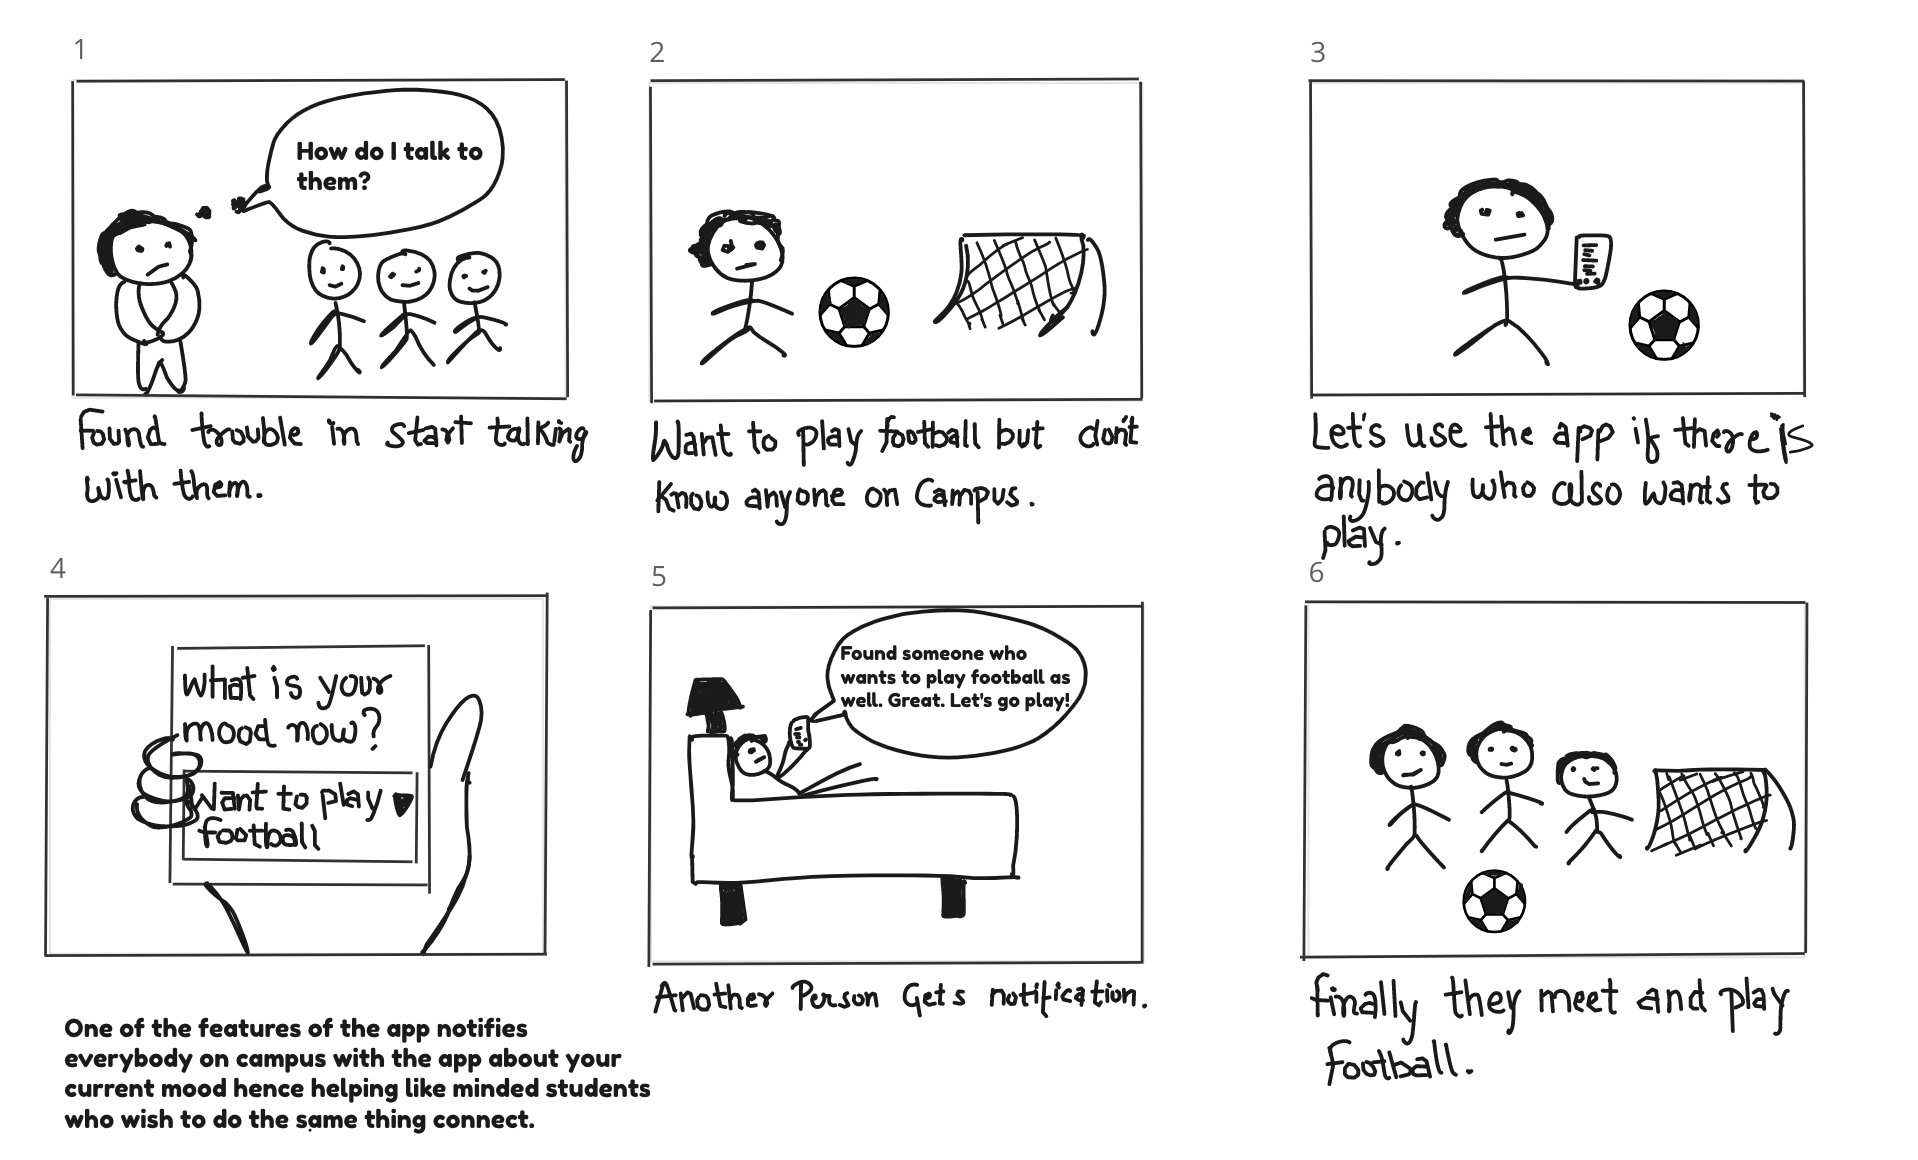 1
How do I talk to
them?
Found trouble in start talking
with them.
2
Want to play football but don't
Know anyone on Campus.
3
Let's use the app if there is
anybody who also wants to
play.
4
What is your
mood now?
Want to play ♥
football
One of the features of the app notifies
everybody on campus with the app about your
current mood hence helping like minded students
who wish to do the same thing connect.
5
Found someone who
wants to play football as
well. Great. Let's go play!
Another Person Gets notification.
6
finally they meet and play
football.